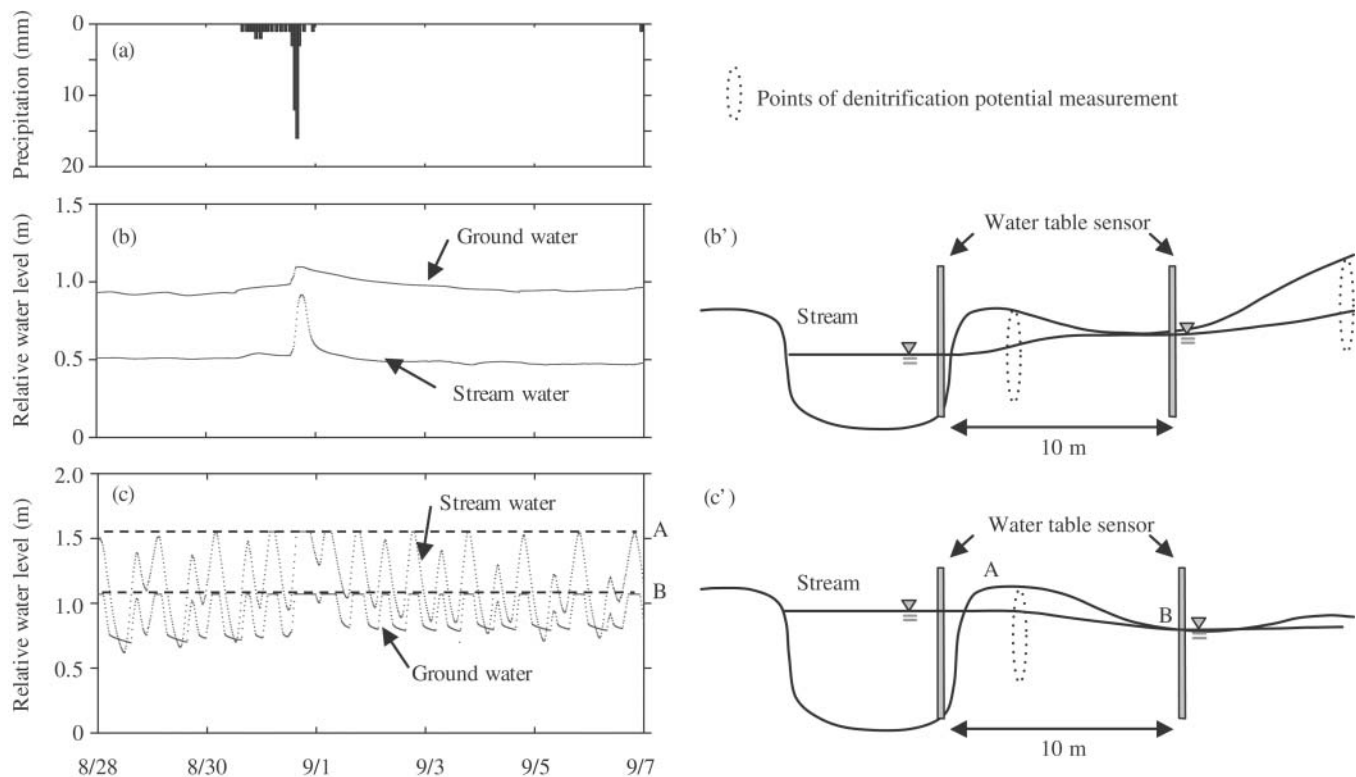 0
10
20
Precipitation (mm)
(a)
Points of denitrification potential measurement
1.5
1.0
0.5
0
Relative water level (m)
(b)
Ground water
Stream water
(b')
Water table sensor
Stream
10 m
2.0
1.5
1.0
0.5
0
Relative water level (m)
(c)
Stream water
A
B
Ground water
8/28
8/30
9/1
9/3
9/5
9/7
(c')
Water table sensor
Stream
A
B
10 m